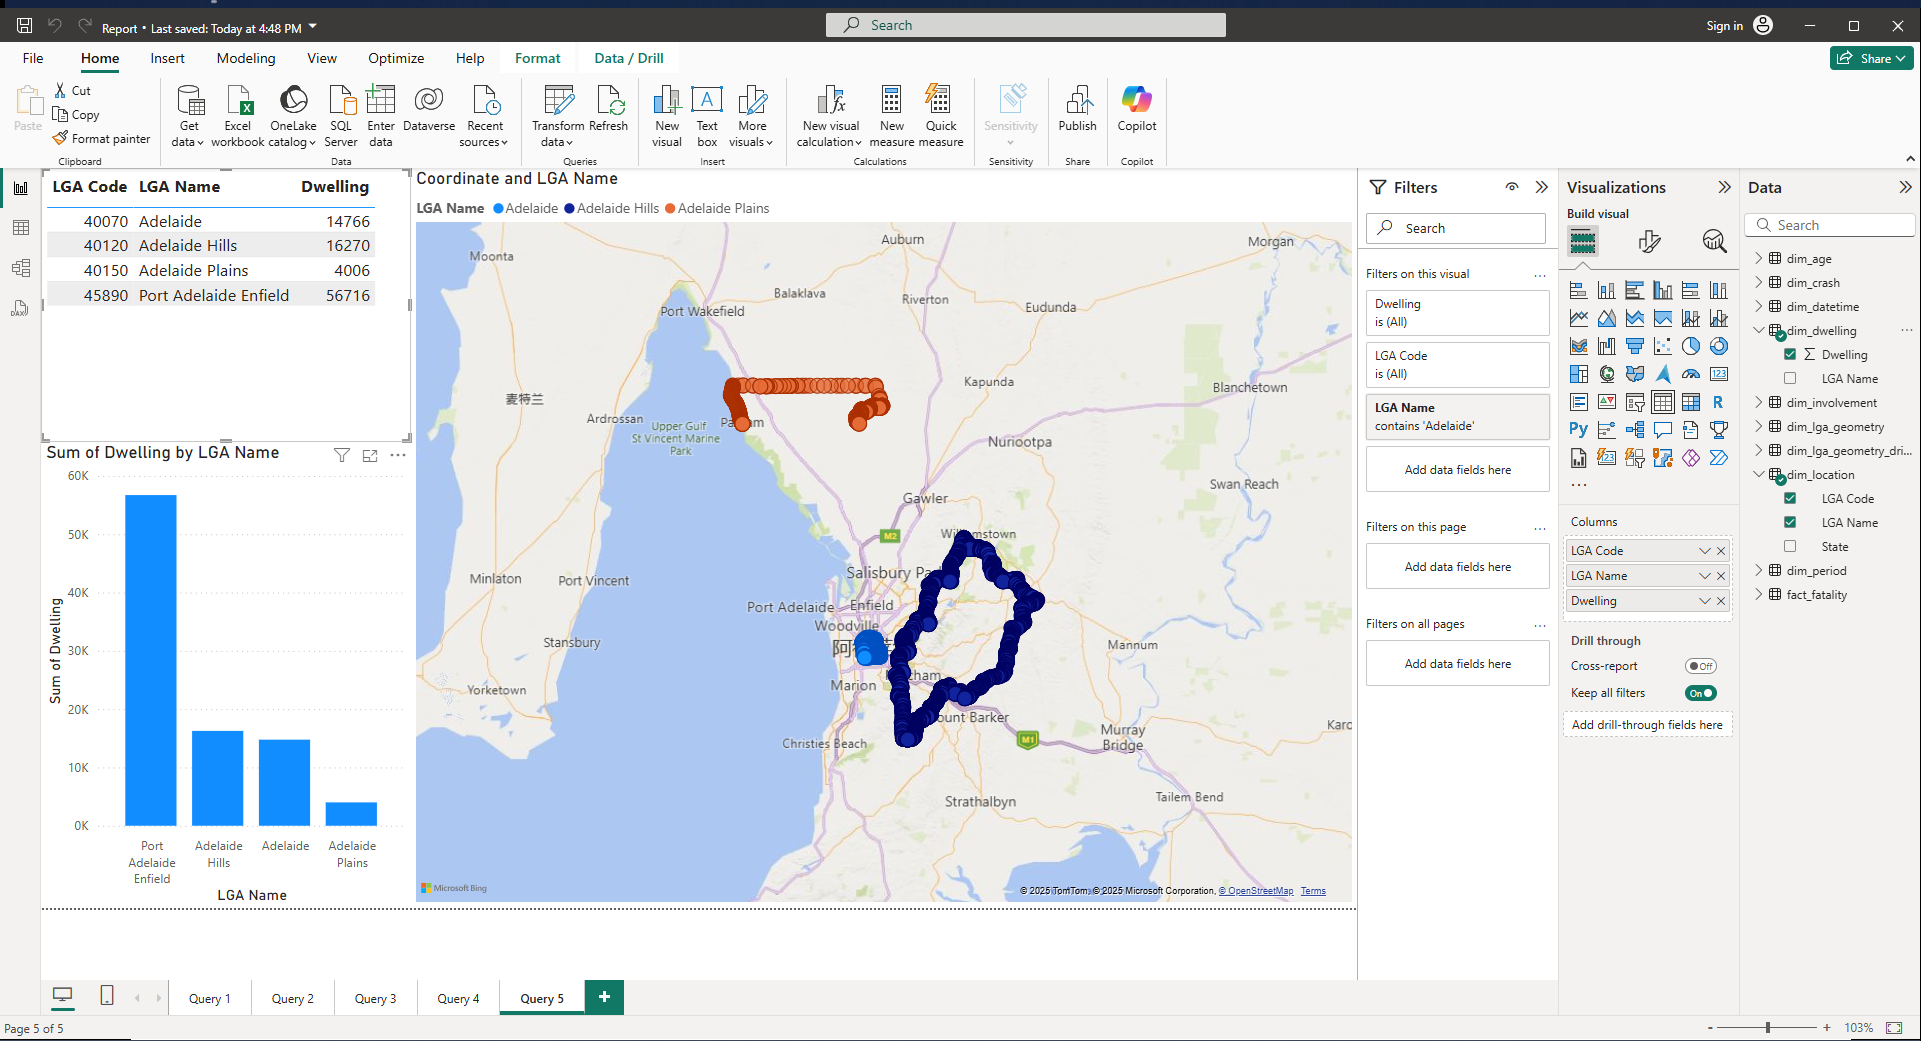 Report • Last saved: Today at 4:48 PM
Search
Sign in
File
Home
Insert
Modeling
View
Optimize
Help
Format
Data / Drill
Share
Paste
Cut
Copy
Format painter
Clipboard
Get data
Excel workbook
OneLake catalog
SQL Server
Enter data
Dataverse
Recent sources
Data
Transform data
Refresh
Queries
New visual
Text box
More visuals
Insert
New visual calculation
New measure
Quick measure
Calculations
Sensitivity
Sensitivity
Publish
Share
Copilot
Copilot
LGA Code LGA Name Dwelling
40070 Adelaide 14766
40120 Adelaide Hills 16270
40150 Adelaide Plains 4006
45890 Port Adelaide Enfield 56716
Sum of Dwelling by LGA Name
60K
50K
40K
30K
20K
10K
0K
Sum of Dwelling
Port Adelaide Enfield
Adelaide Hills
Adelaide
Adelaide Plains
LGA Name
Coordinate and LGA Name
LGA Name Adelaide Adelaide Hills Adelaide Plains
Auburn
Morgan
Moonta
Balaklava
Riverton
Eudunda
Port Wakefield
Kapunda
Blanchetown
麦特兰
Ardrossan
Upper Gulf
St Vincent Marine
Park
Nuriootpa
Swan Reach
Gawler
M2
Minlaton
Port Vincent
Salisbury
Port Adelaide
Enfield
Woodville
阿
Stansbury
Mannum
Marion
Yorketown
Christies Beach
M1
Murray
Bridge
Strathalbyn
Tailem Bend
Microsoft Bing
© 2025 TomTom, © 2025 Microsoft Corporation, © OpenStreetMap Terms
Filters
Search
Filters on this visual ...
Dwelling
is (All)
LGA Code
is (All)
LGA Name
contains 'Adelaide'
Add data fields here
Filters on this page ...
Add data fields here
Filters on all pages ...
Add data fields here
Visualizations
Build visual
123
R
Py
123
...
Columns
LGA Code
LGA Name
Dwelling
Drill through
Cross-report Off
Keep all filters On
Add drill-through fields here
Data
Search
dim_age
dim_crash
dim_datetime
dim_dwelling ...
Σ Dwelling
LGA Name
dim_involvement
dim_lga_geometry
dim_lga_geometry_dri...
dim_location
LGA Code
LGA Name
State
dim_period
fact_fatality
Query 1
Query 2
Query 3
Query 4
Query 5
+
Page 5 of 5
- + 103%